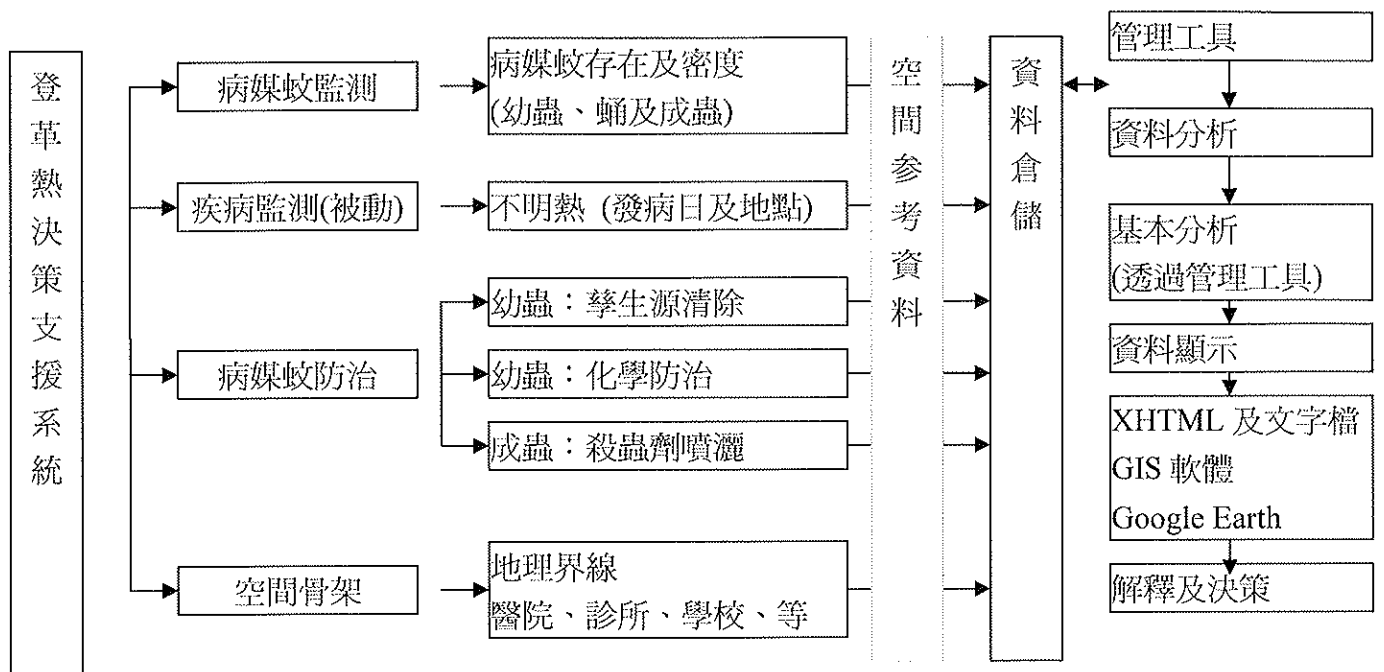 登革熱決策支援系統
病媒蚊監測
疾病監測(被動)
病媒蚊防治
空間骨架
病媒蚊存在及密度
(幼蟲、蛹及成蟲)
不明熱 (發病日及地點)
幼蟲：孳生源清除
幼蟲：化學防治
成蟲：殺蟲劑噴灑
地理界線
醫院、診所、學校、等
空間參考資料
資料倉儲
管理工具
資料分析
基本分析
(透過管理工具)
資料顯示
XHTML 及文字檔
GIS 軟體
Google Earth
解釋及決策